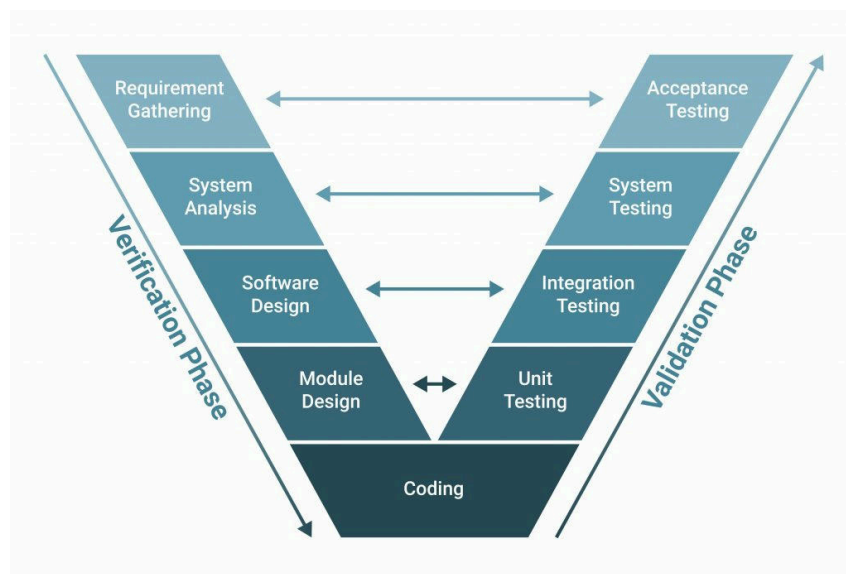 Requirement
Gathering
Acceptance
Testing
System
Analysis
System
Testing
Software
Design
Integration
Testing
Module
Design
Unit
Testing
Coding
Verification Phase
Validation Phase